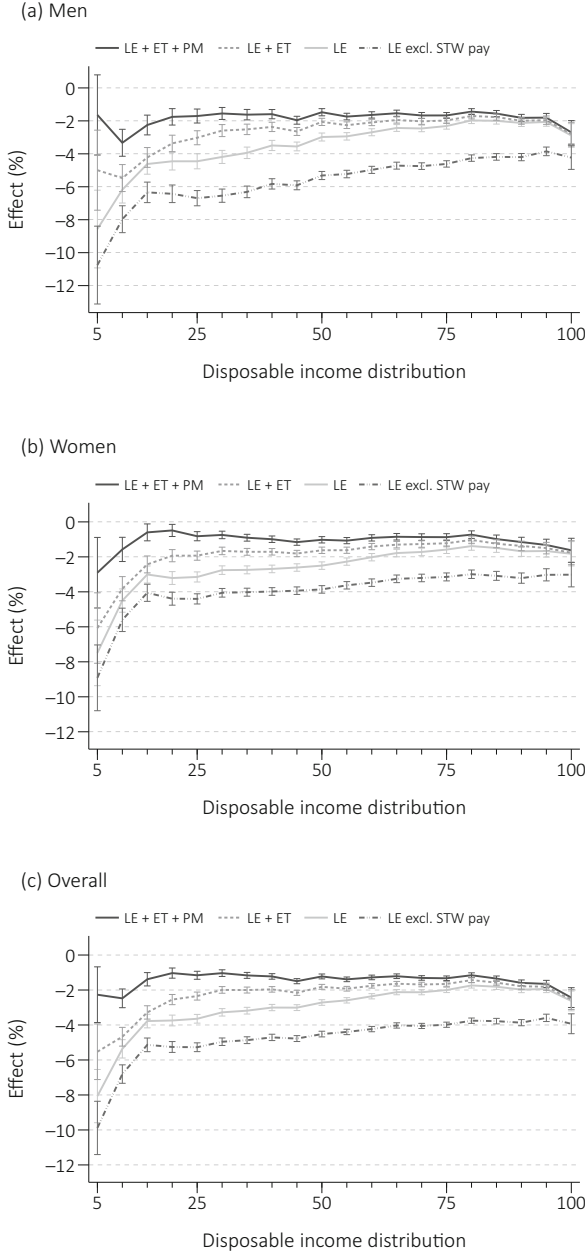 (a) Men
LE + ET + PM LE + ET LE LE excl. STW pay
0
–2
–4
–6
–8
–10
–12
Effect (%)
5 25 50 75 100
Disposable income distribution
(b) Women
LE + ET + PM LE + ET LE LE excl. STW pay
0
–2
–4
–6
–8
–10
–12
Effect (%)
5 25 50 75 100
Disposable income distribution
(c) Overall
LE + ET + PM LE + ET LE LE excl. STW pay
0
–2
–4
–6
–8
–10
–12
Effect (%)
5 25 50 75 100
Disposable income distribution